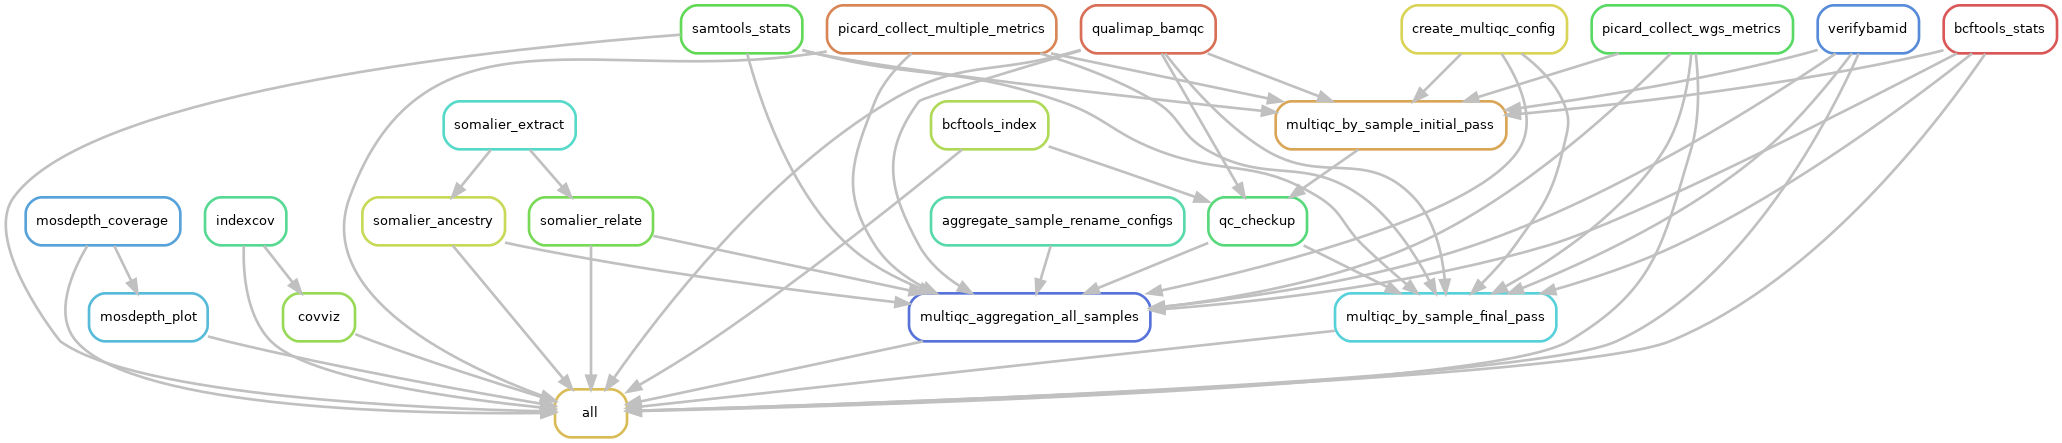 samtools_stats
picard_collect_multiple_metrics
qualimap_bamqc
create_multiqc_config
picard_collect_wgs_metrics
verifybamid
bcftools_stats
somalier_extract
bcftools_index
multiqc_by_sample_initial_pass
mosdepth_coverage
indexcov
somalier_ancestry
somalier_relate
aggregate_sample_rename_configs
qc_checkup
mosdepth_plot
covviz
multiqc_aggregation_all_samples
multiqc_by_sample_final_pass
all